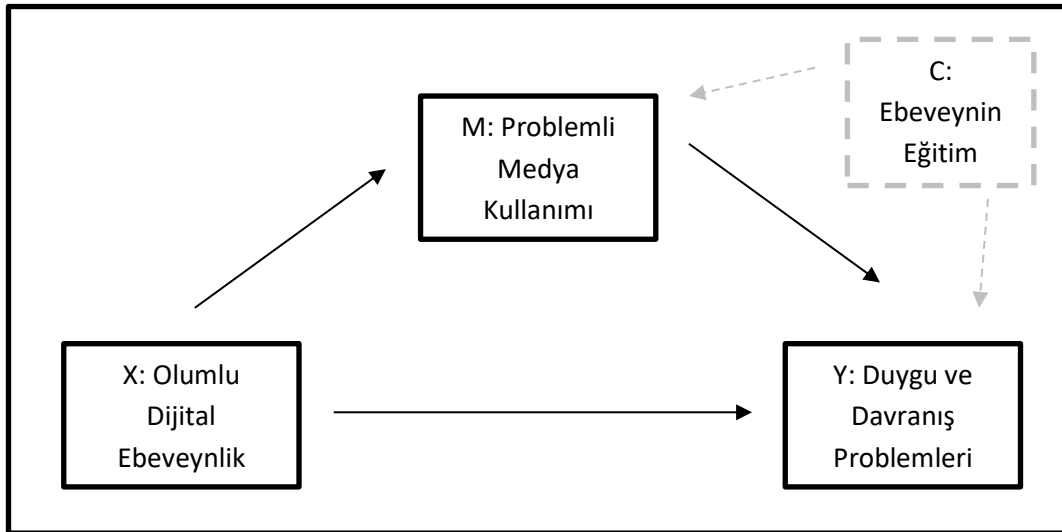 C:
Ebeveynin
Eğitim
M: Problemli
Medya
Kullanımı
X: Olumlu
Dijital
Ebeveynlik
Y: Duygu ve
Davranış
Problemleri